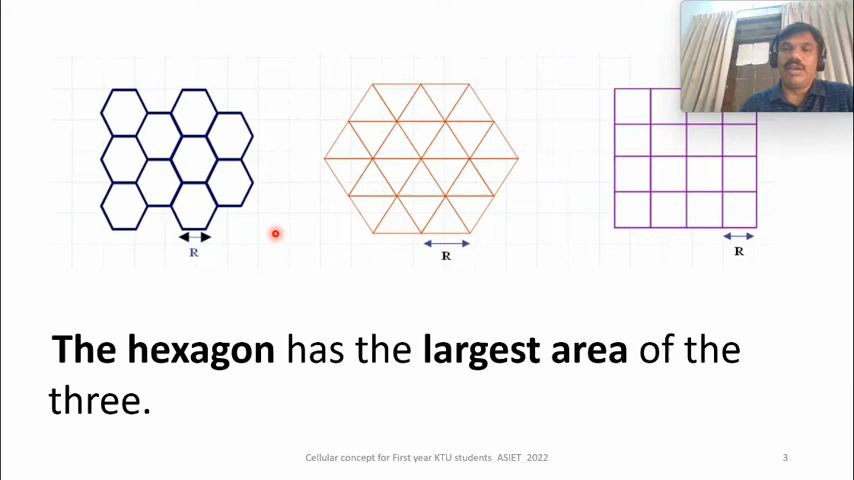 R
R
R
The hexagon has the largest area of the
three.
Cellular concept for First year KTU students_ASIET_2022
3